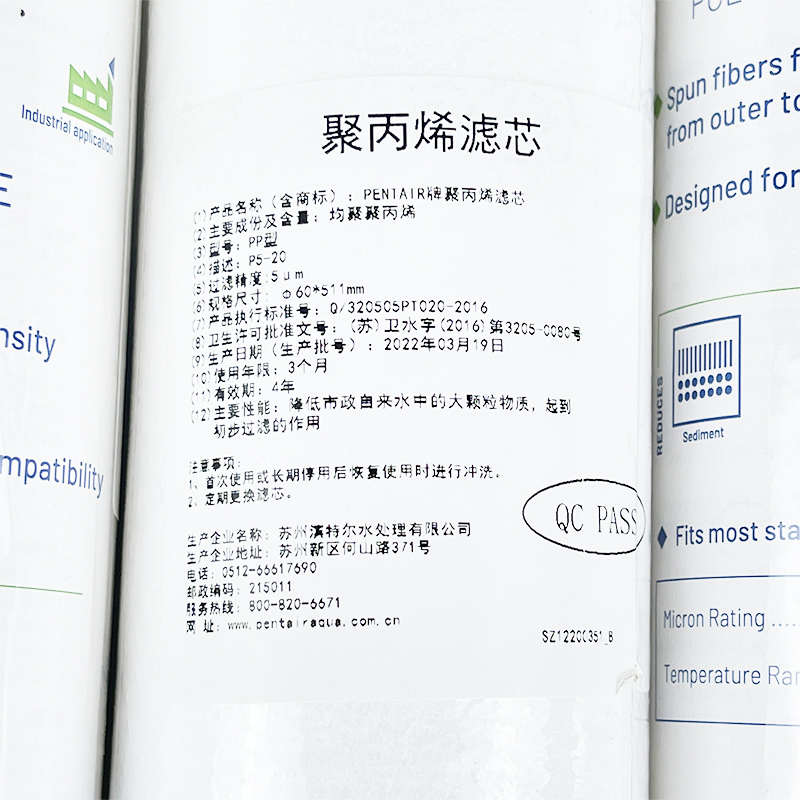 Industrial application
E
nsity
mpatibility
聚丙烯滤芯
(1)产品名称（含商标）：PENTAIR牌聚丙烯滤芯
(2)主要成份及含量：均聚聚丙烯
(3)型号：PP型
(4)描述：P5-20
(5)过滤精度：5μm
(6)规格尺寸：Φ60*511mm
(7)产品执行标准号：Q/320505PT020-2016
(8)卫生许可批准文号：(苏)卫水字(2016)第3205-0080号
(9)生产日期（生产批号）：2022年03月19日
(10)使用年限：3个月
(11)有效期：4年
(12)主要性能：降低市政自来水中的大颗粒物质，起到
初步过滤的作用
注意事项：
1、首次使用或长期停用后恢复使用时进行冲洗。
2、定期更换滤芯。
QC PASS
生产企业名称：苏州滨特尔水处理有限公司
生产企业地址：苏州新区何山路371号
电话：0512-66617690
邮政编码：215011
服务热线：800-820-6671
网 址：www.pentairaqua.com.cn
SZ12200351_B
Spun fibers f
from outer to
Designed for
REDUCES
Sediment
Fits most sta
Micron Rating .....
Temperature Ra